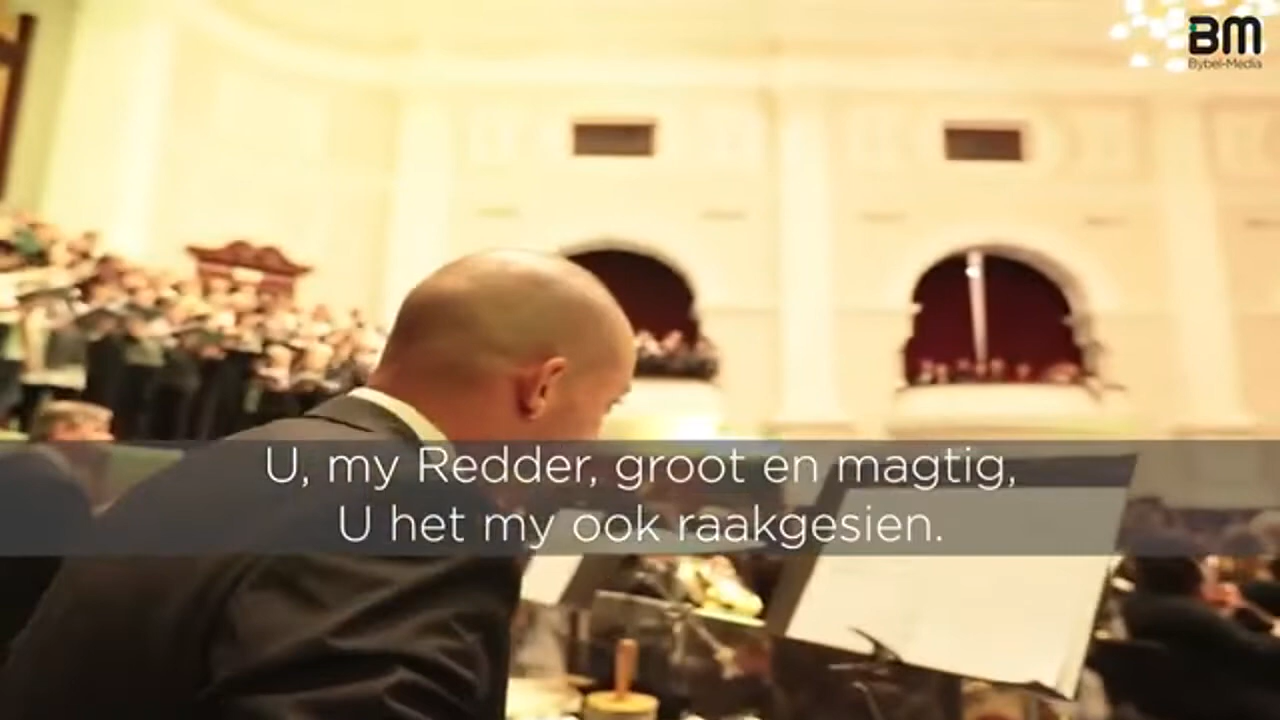 BM
Bybel-Media
U, my Redder, groot en magtig,
U het my ook raakgesien.